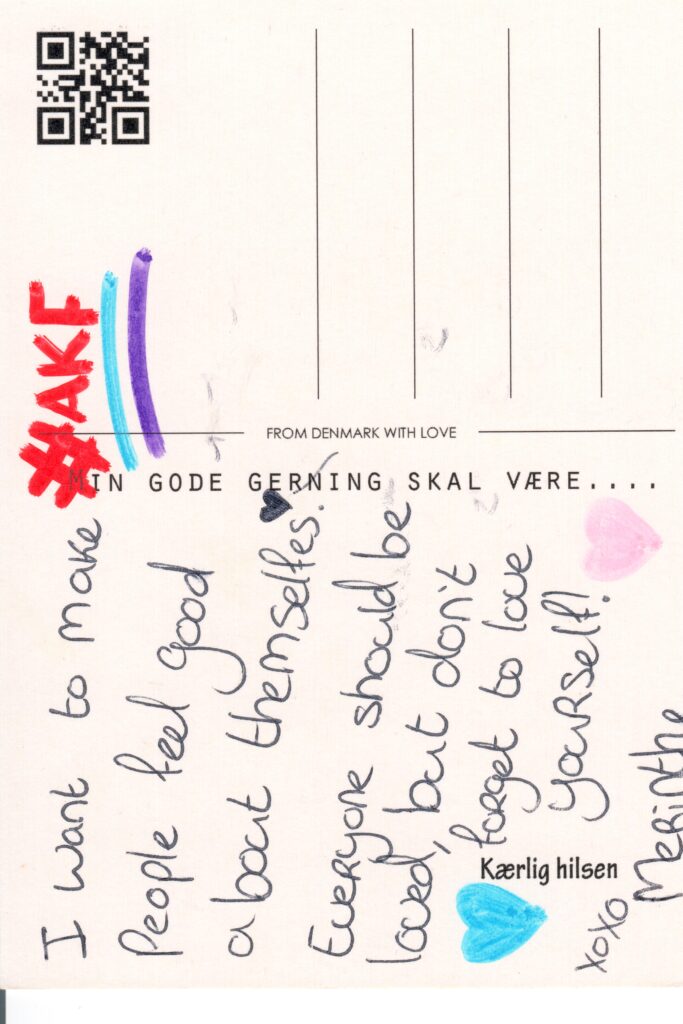 #AKF
FROM DENMARK WITH LOVE
MIN GODE GERNING SKAL VÆRE....
I want to make
People feel good
about themselfes.
Everyone should be
loved, but don't
forget to love
yourself!
Kærlig hilsen
xoxo Merinthe